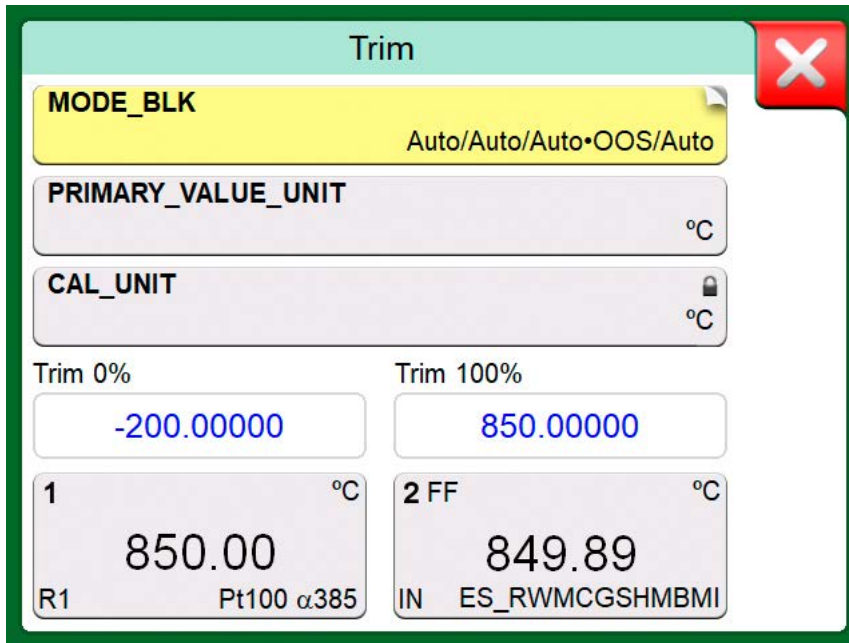 Trim
MODE_BLK
Auto/Auto/Auto•OOS/Auto
PRIMARY_VALUE_UNIT
ºC
CAL_UNIT
ºC
Trim 0% Trim 100%
-200.00000 850.00000
1 ºC 2 FF ºC
850.00 849.89
R1 Pt100 α385 IN ES_RWMCGSHMBMI